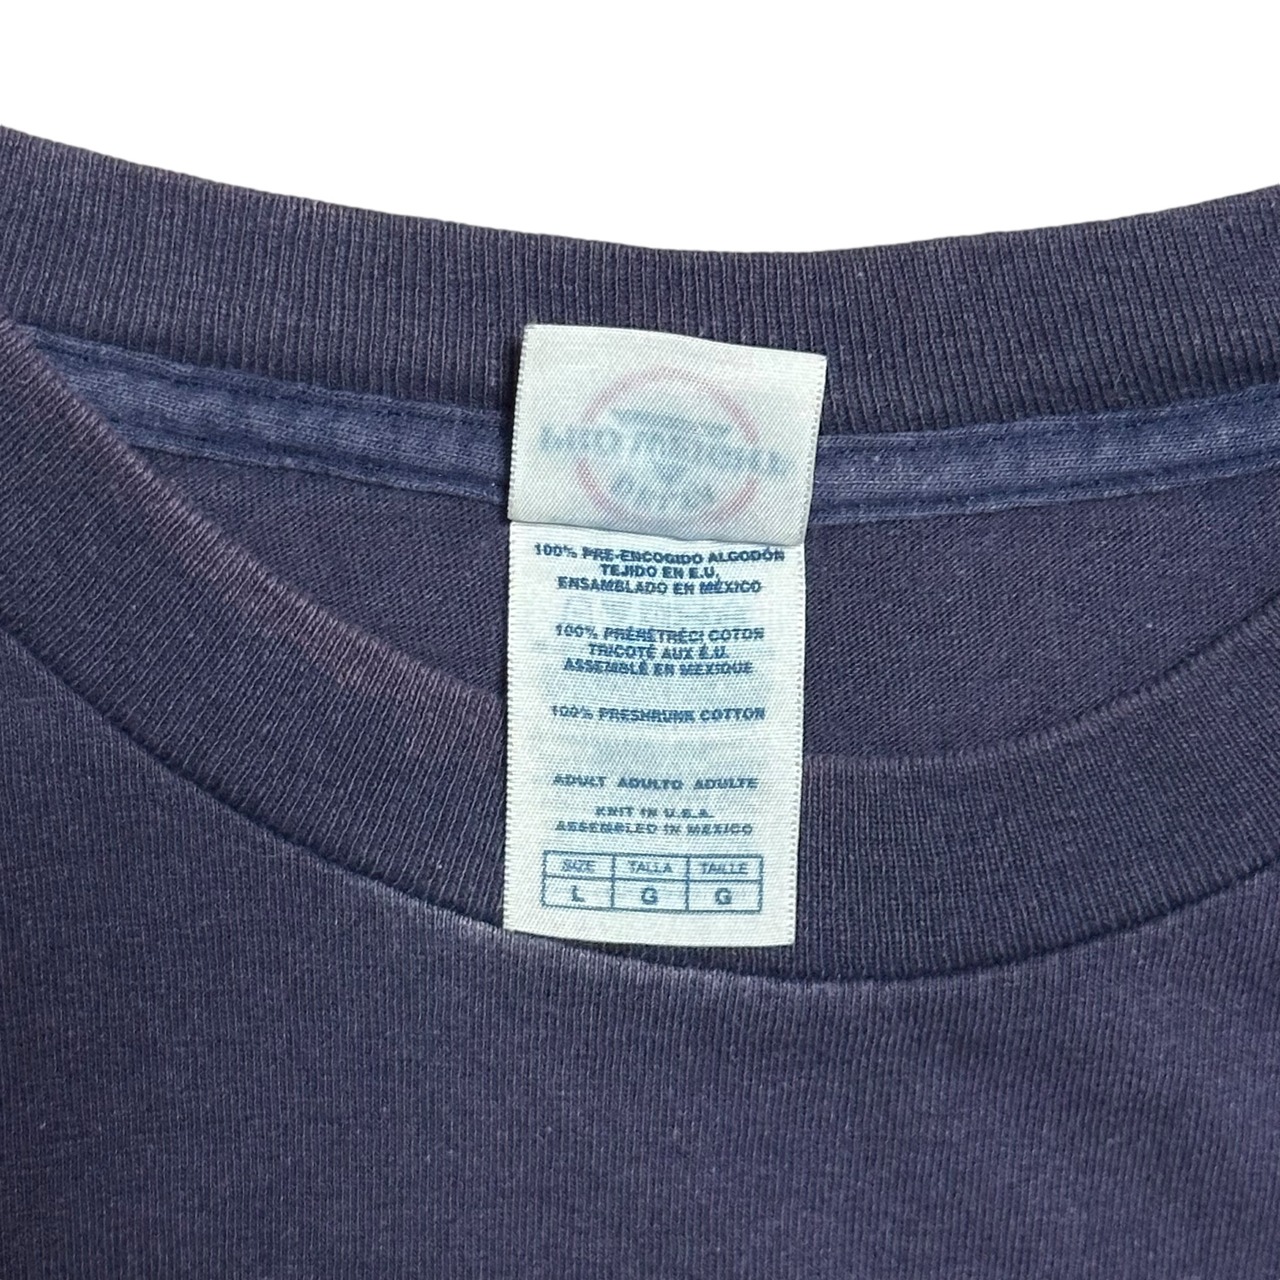 100% PRE-ENCOGIDO ALGODÓN
TEJIDO EN E.U.
ENSAMBLADO EN MÉXICO
100% PRÉRETRÉCI COTON
TRICOTÉ AUX É.U.
ASSEMBLÉ EN MEXIQUE
100% PRESHRUNK COTTON
ADULT ADULTO ADULTE
KNIT IN U.S.A.
ASSEMBLED IN MEXICO
SIZE TALLA TAILLE
L G G